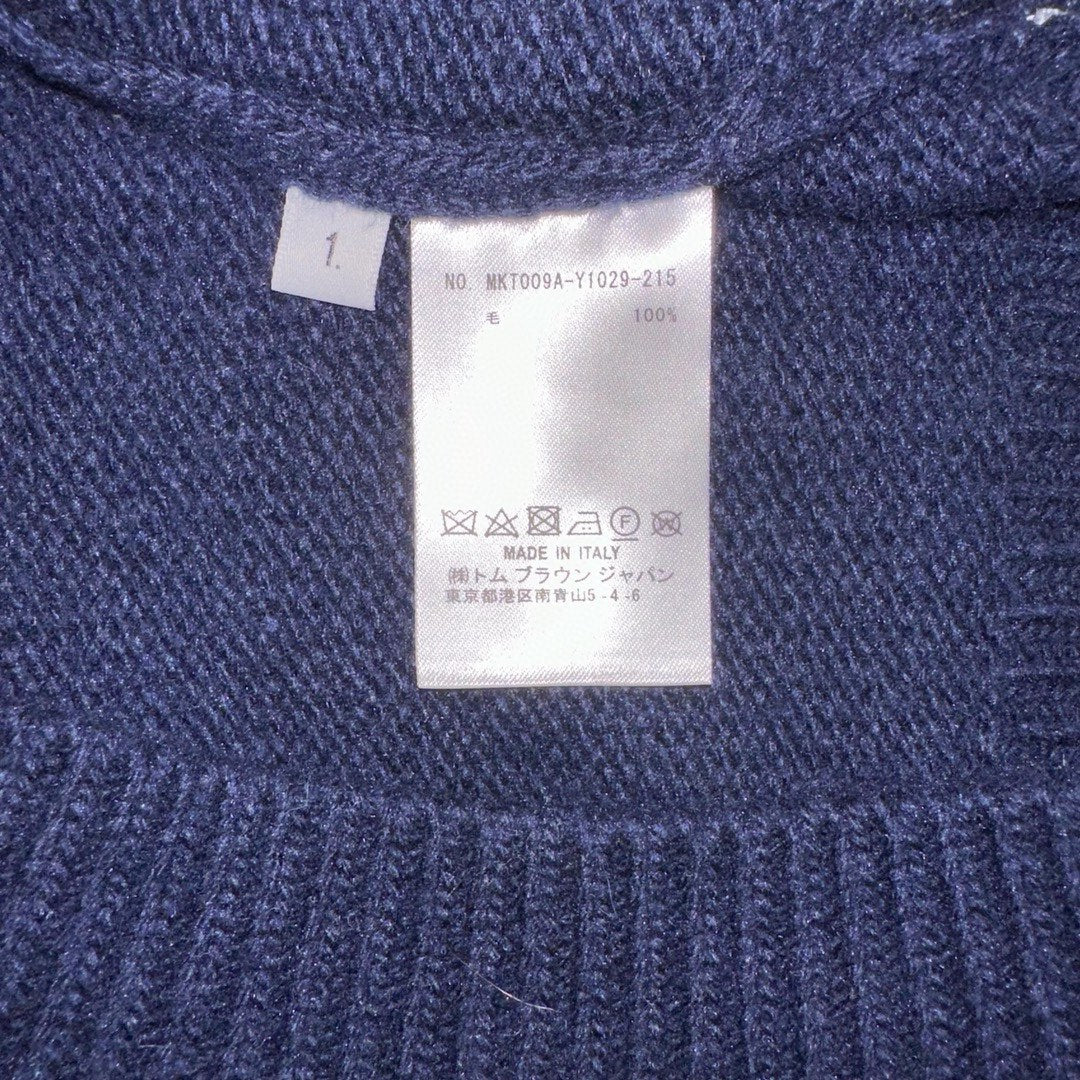 1.
NO MKT009A-Y1029-215
毛 100%
F W
MADE IN ITALY
㈱トム ブラウン ジャパン
東京都港区南青山5-4-6